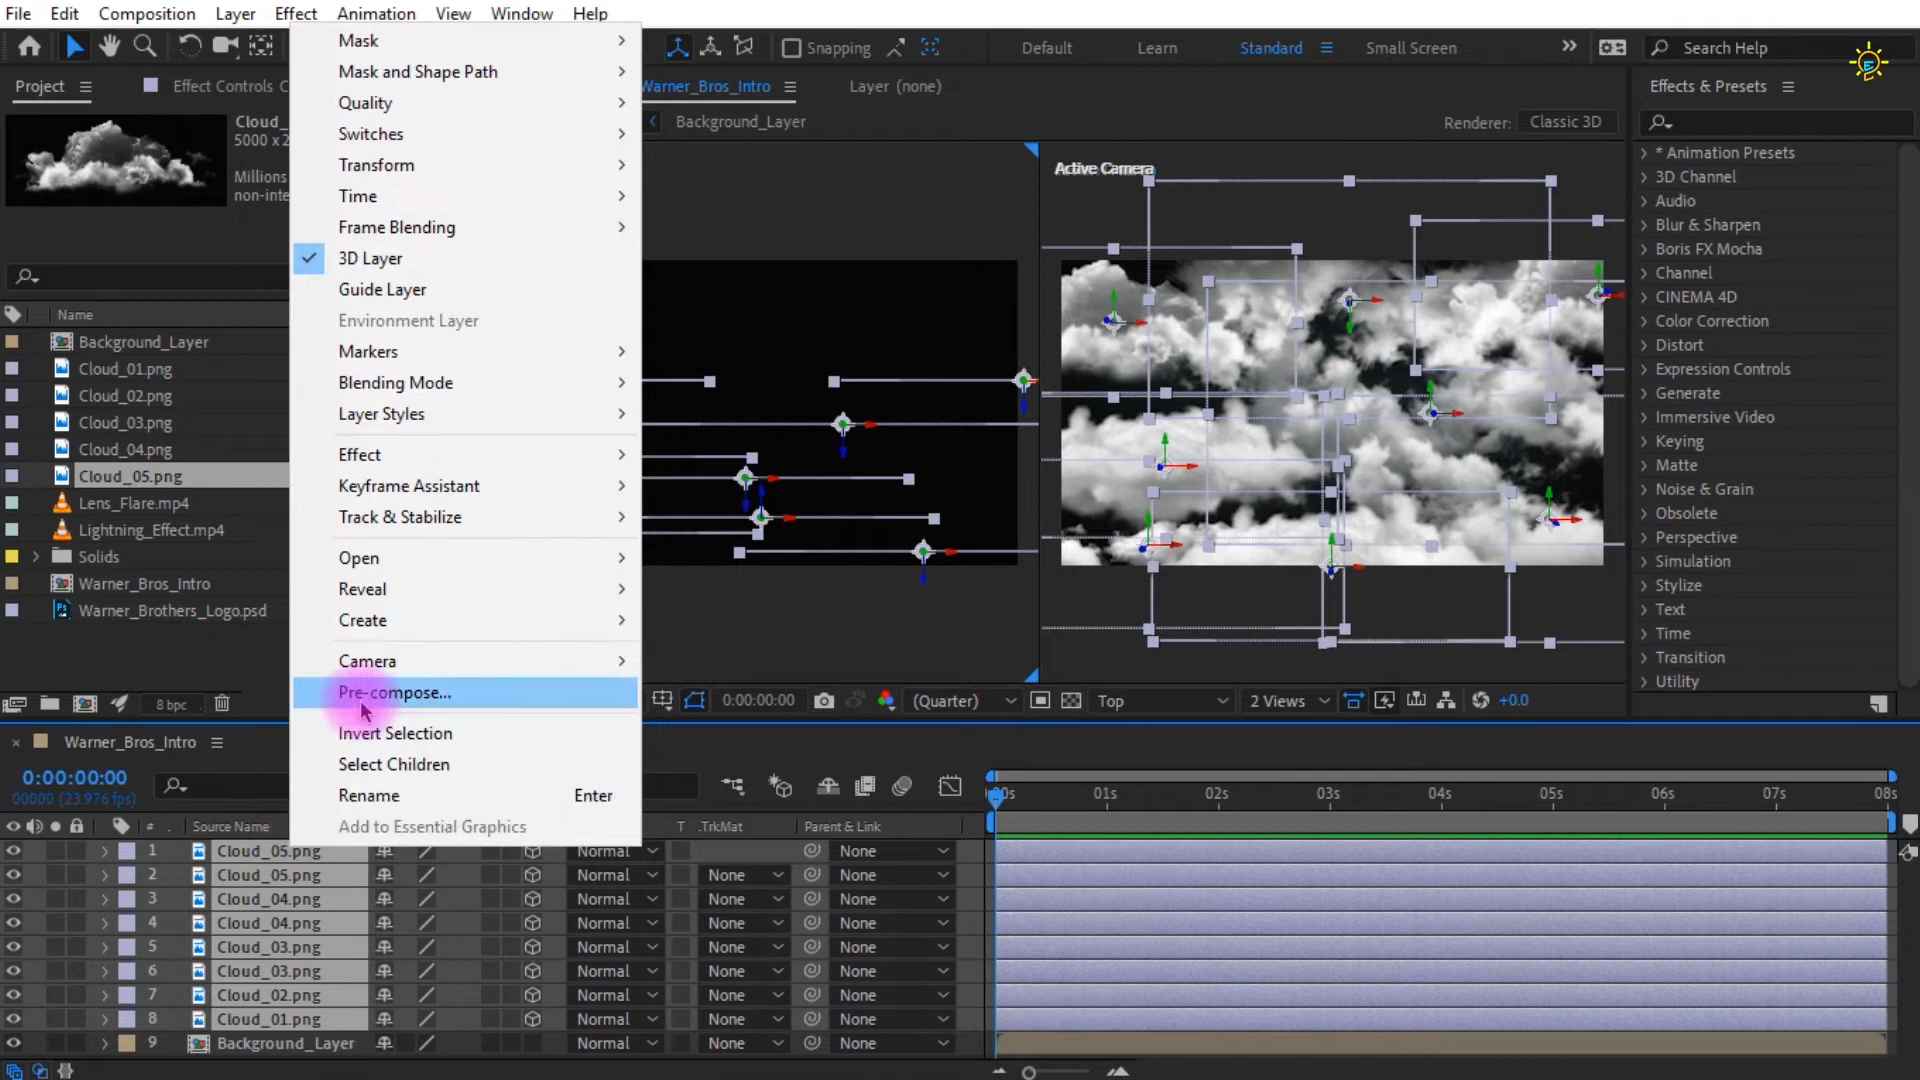 File Edit Composition Layer Effect Animation View Window Help
Snapping Default Learn Standard Small Screen Search Help
Project Effect Controls C
Cloud_
5000 x 2
Millions
non-inte
Name
Background_Layer
Cloud_01.png
Cloud_02.png
Cloud_03.png
Cloud_04.png
Cloud_05.png
Lens_Flare.mp4
Lightning_Effect.mp4
Solids
Warner_Bros_Intro
Warner_Brothers_Logo.psd
8 bpc
Mask
Mask and Shape Path
Quality
Switches
Transform
Time
Frame Blending
3D Layer
Guide Layer
Environment Layer
Markers
Blending Mode
Layer Styles
Effect
Keyframe Assistant
Track & Stabilize
Open
Reveal
Create
Camera
Pre-compose...
Invert Selection
Select Children
Rename Enter
Add to Essential Graphics
Warner_Bros_Intro Layer (none)
Background_Layer Renderer: Classic 3D
Active Camera
0:00:00:00 (Quarter) Top 2 Views +0.0
Effects & Presets
* Animation Presets
3D Channel
Audio
Blur & Sharpen
Boris FX Mocha
Channel
CINEMA 4D
Color Correction
Distort
Expression Controls
Generate
Immersive Video
Keying
Matte
Noise & Grain
Obsolete
Perspective
Simulation
Stylize
Text
Time
Transition
Utility
Warner_Bros_Intro
0:00:00:00
00000 (23.976 fps)
00s 01s 02s 03s 04s 05s 06s 07s 08s
# . Source Name T .TrkMat Parent & Link
1 Cloud_05.png Normal None
2 Cloud_05.png Normal None None
3 Cloud_04.png Normal None None
4 Cloud_04.png Normal None None
5 Cloud_03.png Normal None None
6 Cloud_03.png Normal None None
7 Cloud_02.png Normal None None
8 Cloud_01.png Normal None None
9 Background_Layer Normal None None